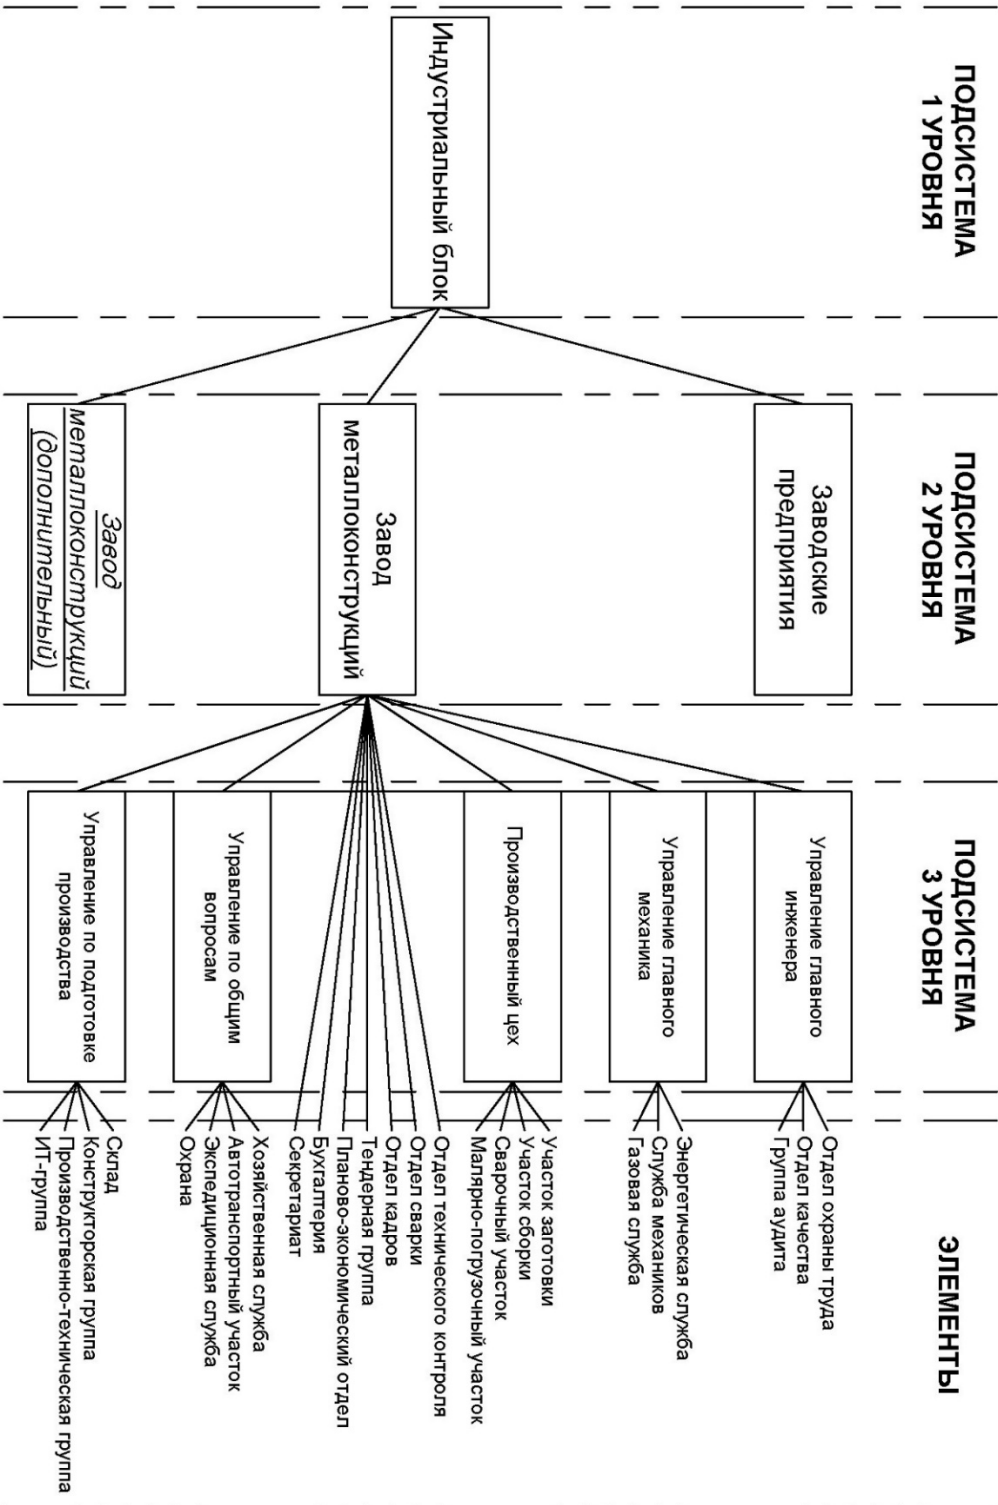 ПОДСИСТЕМА
1 УРОВНЯ
Индустриальный блок
ПОДСИСТЕМА
2 УРОВНЯ
Заводские
предприятия
Завод
металлоконструкций
Завод
металлоконструкций
(дополнительный)
ПОДСИСТЕМА
3 УРОВНЯ
Управление главного
инженера
Управление главного
механика
Производственный цех
Управление по общим
вопросам
Управление по подготовке
производства
ЭЛЕМЕНТЫ
Отдел охраны труда
Отдел качества
Группа аудита
Энергетическая служба
Служба механиков
Газовая служба
Участок заготовки
Участок сборки
Сварочный участок
Малярно-погрузочный участок
Отдел технического контроля
Отдел сварки
Отдел кадров
Тендерная группа
Планово-экономический отдел
Бухгалтерия
Секретариат
Хозяйственная служба
Автотранспортный участок
Экспедиционная служба
Охрана
Склад
Конструкторская группа
Производственно-техническая группа
ИТ-группа